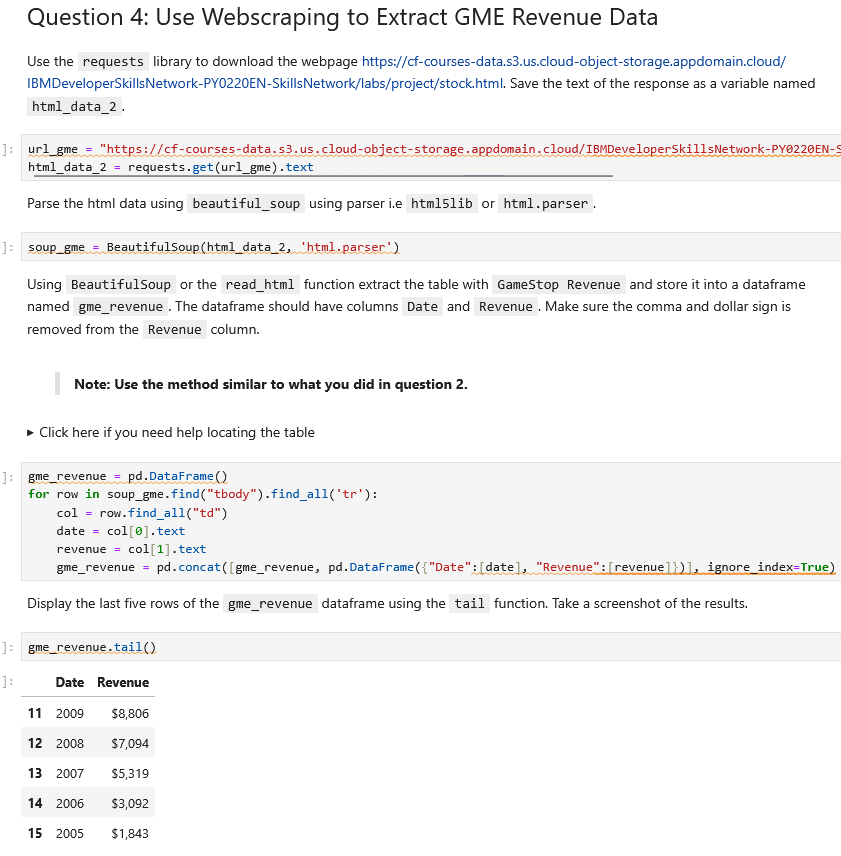 Question 4: Use Webscraping to Extract GME Revenue Data
Use the requests library to download the webpage https://cf-courses-data.s3.us.cloud-object-storage.appdomain.cloud/
IBMDeveloperSkillsNetwork-PY0220EN-SkillsNetwork/labs/project/stock.html. Save the text of the response as a variable named
html_data_2.
]: url_gme = "https://cf-courses-data.s3.us.cloud-object-storage.appdomain.cloud/IBMDeveloperSkillsNetwork-PY0220EN-S
html_data_2 = requests.get(url_gme).text
Parse the html data using beautiful_soup using parser i.e html5lib or html.parser.
]: soup_gme = BeautifulSoup(html_data_2, 'html.parser')
Using BeautifulSoup or the read_html function extract the table with GameStop Revenue and store it into a dataframe
named gme_revenue. The dataframe should have columns Date and Revenue. Make sure the comma and dollar sign is
removed from the Revenue column.
Note: Use the method similar to what you did in question 2.
▸ Click here if you need help locating the table
]: gme_revenue = pd.DataFrame()
for row in soup_gme.find("tbody").find_all('tr'):
    col = row.find_all("td")
    date = col[0].text
    revenue = col[1].text
    gme_revenue = pd.concat([gme_revenue, pd.DataFrame({"Date":[date], "Revenue":[revenue]})], ignore_index=True)
Display the last five rows of the gme_revenue dataframe using the tail function. Take a screenshot of the results.
]: gme_revenue.tail()
]: Date Revenue
11 2009 $8,806
12 2008 $7,094
13 2007 $5,319
14 2006 $3,092
15 2005 $1,843